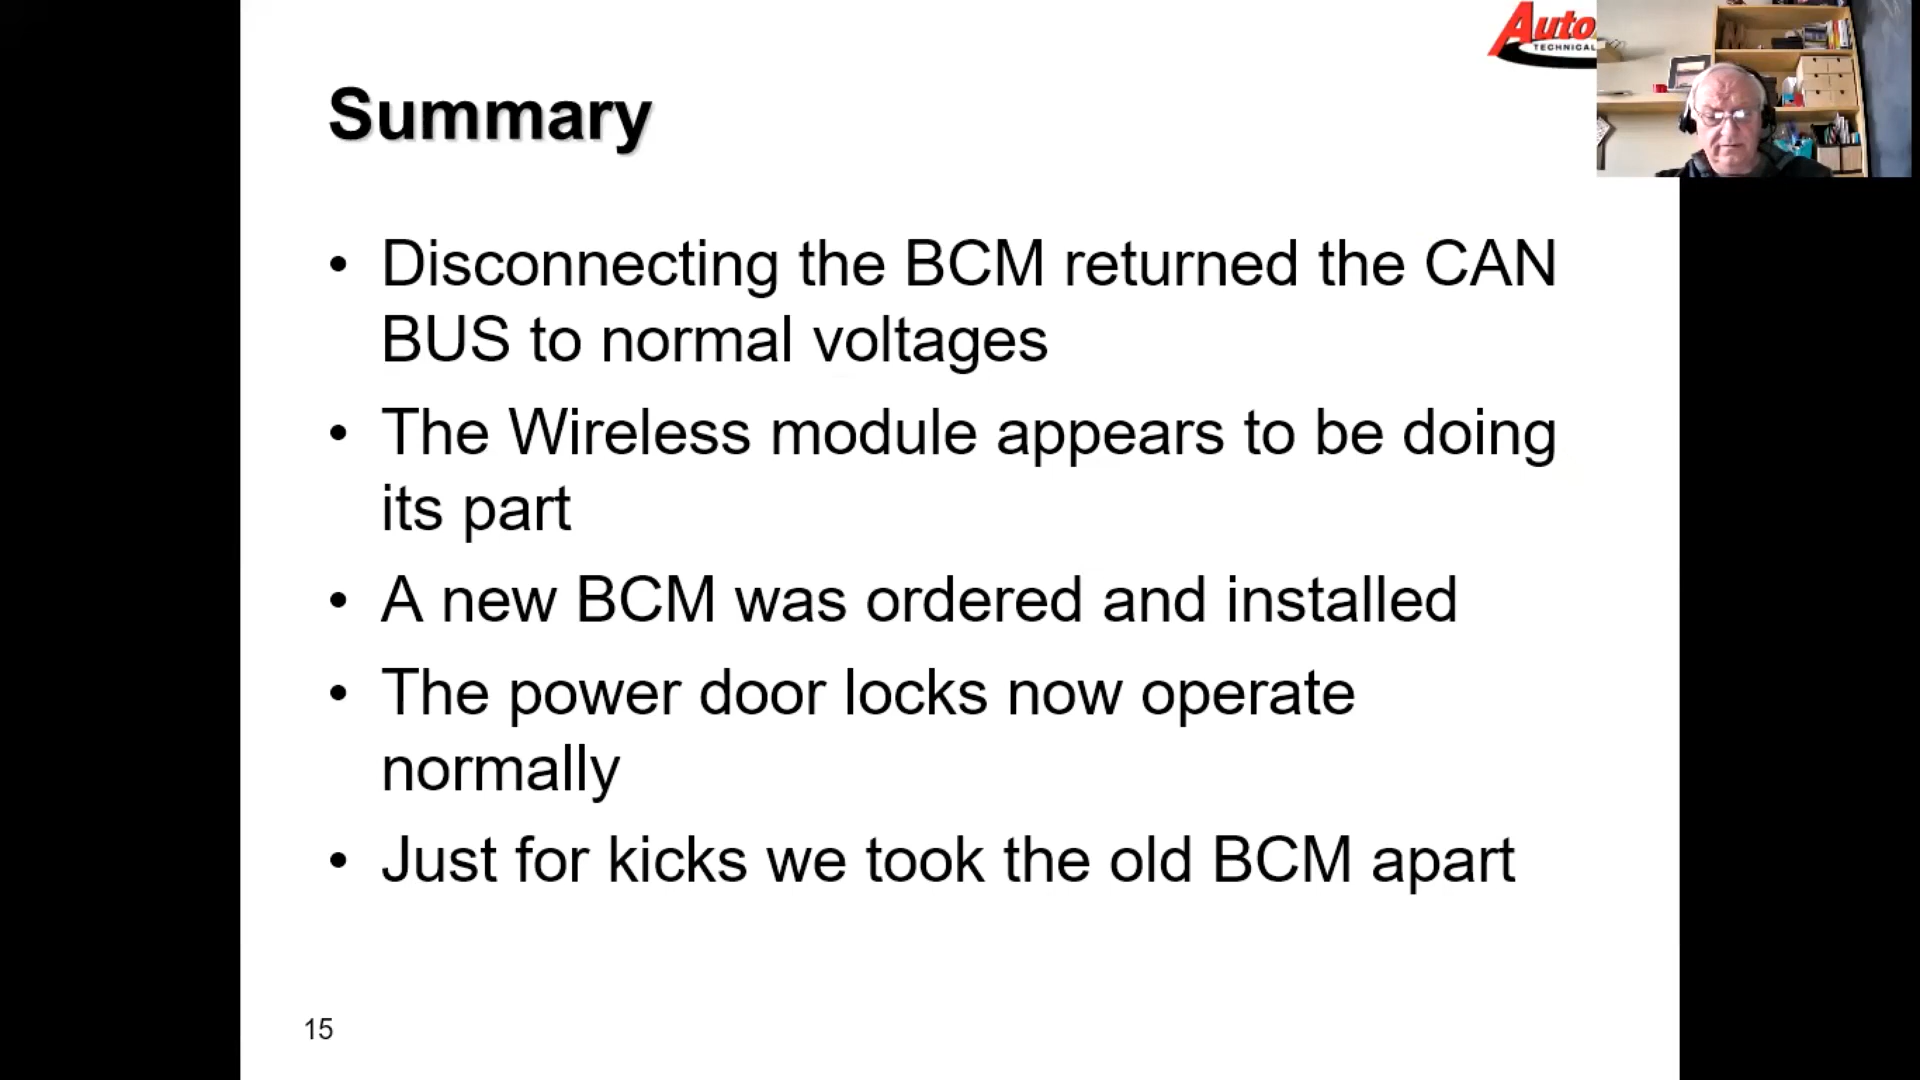 Auto
TECHNICAL
Summary
• Disconnecting the BCM returned the CAN
BUS to normal voltages
• The Wireless module appears to be doing
its part
• A new BCM was ordered and installed
• The power door locks now operate
normally
• Just for kicks we took the old BCM apart
15